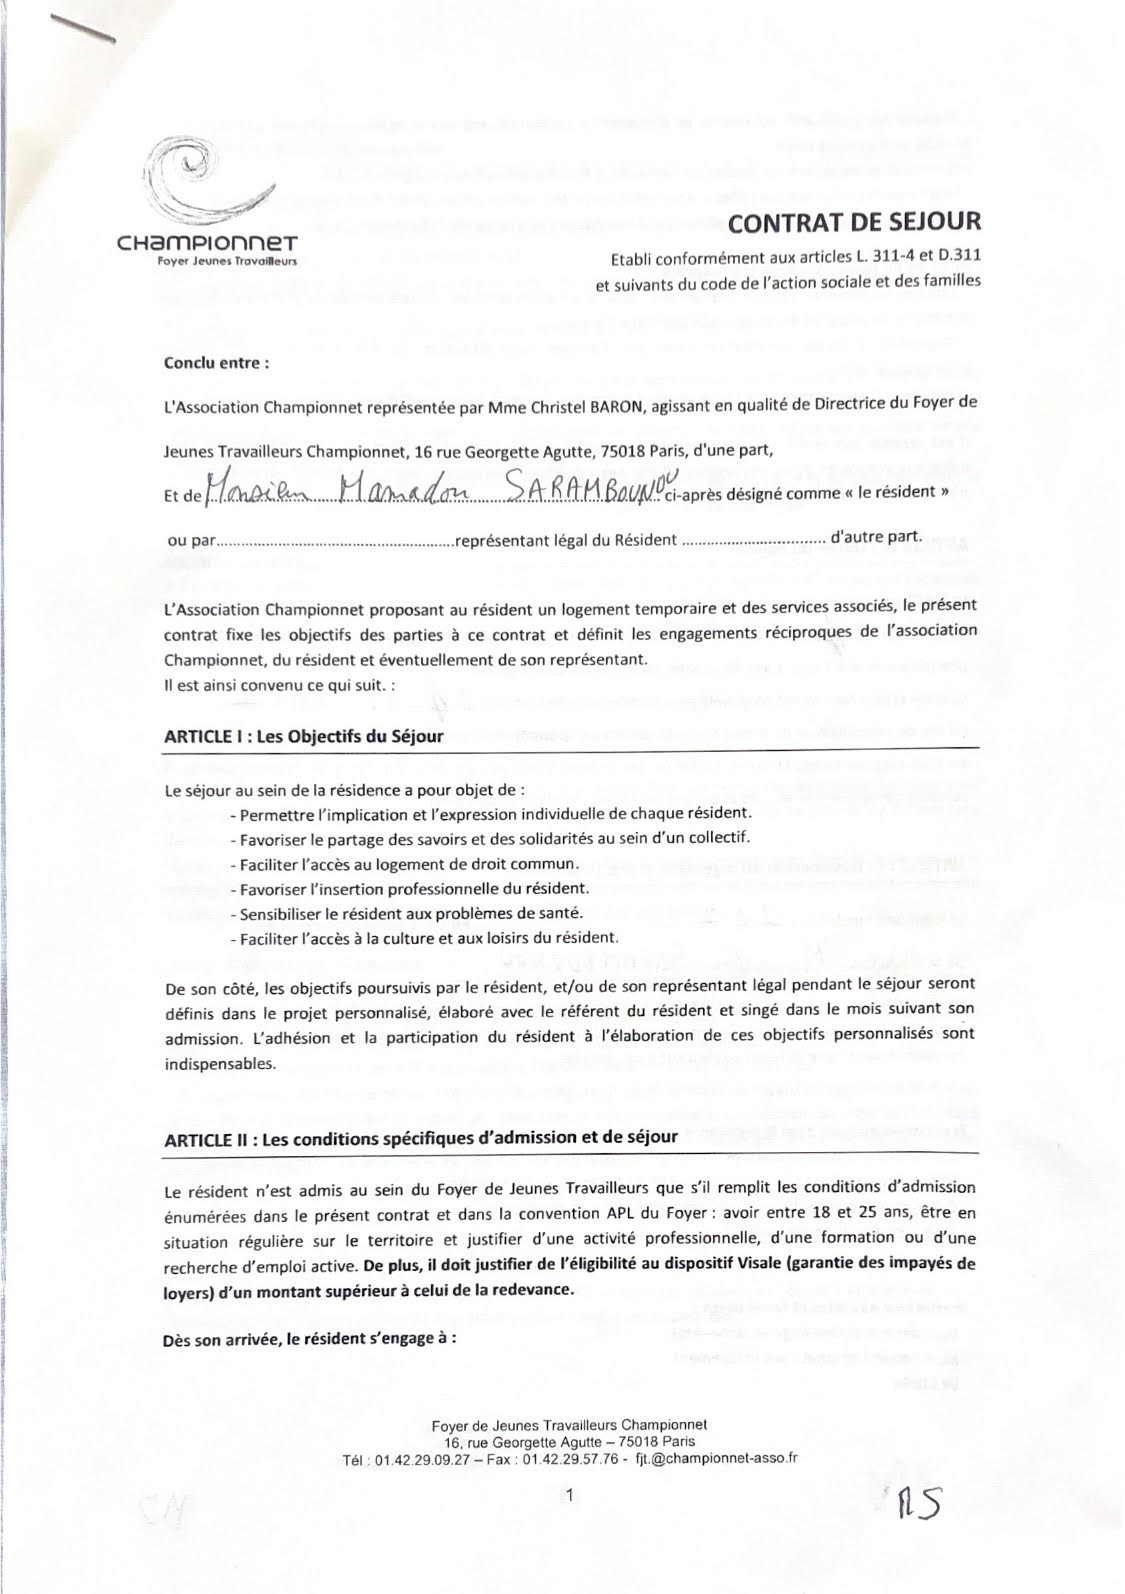 CHAMPIONNET
Foyer Jeunes Travailleurs
CONTRAT DE SEJOUR
Etabli conformément aux articles L. 311-4 et D.311
et suivants du code de l'action sociale et des familles
Conclu entre :
L'Association Championnet représentée par Mme Christel BARON, agissant en qualité de Directrice du Foyer de
Jeunes Travailleurs Championnet, 16 rue Georgette Agutte, 75018 Paris, d'une part,
Et de Monsieur Mamadou SARAMBOUNOU ci-après désigné comme « le résident »
ou par......................................................représentant légal du Résident ................................. d'autre part.
L'Association Championnet proposant au résident un logement temporaire et des services associés, le présent
contrat fixe les objectifs des parties à ce contrat et définit les engagements réciproques de l'association
Championnet, du résident et éventuellement de son représentant.
Il est ainsi convenu ce qui suit. :
ARTICLE I : Les Objectifs du Séjour
Le séjour au sein de la résidence a pour objet de :
- Permettre l'implication et l'expression individuelle de chaque résident.
- Favoriser le partage des savoirs et des solidarités au sein d'un collectif.
- Faciliter l'accès au logement de droit commun.
- Favoriser l'insertion professionnelle du résident.
- Sensibiliser le résident aux problèmes de santé.
- Faciliter l'accès à la culture et aux loisirs du résident.
De son côté, les objectifs poursuivis par le résident, et/ou de son représentant légal pendant le séjour seront
définis dans le projet personnalisé, élaboré avec le référent du résident et singé dans le mois suivant son
admission. L'adhésion et la participation du résident à l'élaboration de ces objectifs personnalisés sont
indispensables.
ARTICLE II : Les conditions spécifiques d'admission et de séjour
Le résident n'est admis au sein du Foyer de Jeunes Travailleurs que s'il remplit les conditions d'admission
énumérées dans le présent contrat et dans la convention APL du Foyer : avoir entre 18 et 25 ans, être en
situation régulière sur le territoire et justifier d'une activité professionnelle, d'une formation ou d'une
recherche d'emploi active. De plus, il doit justifier de l'éligibilité au dispositif Visale (garantie des impayés de
loyers) d'un montant supérieur à celui de la redevance.
Dès son arrivée, le résident s'engage à :
Foyer de Jeunes Travailleurs Championnet
16, rue Georgette Agutte – 75018 Paris
Tél : 01.42.29.09.27 – Fax : 01.42.29.57.76 - fjt.@championnet-asso.fr
1